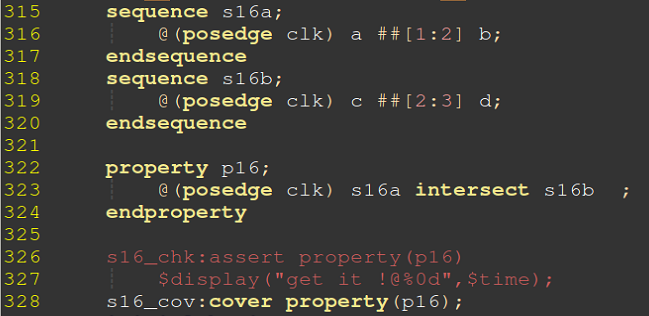 315 sequence s16a;
316 @(posedge clk) a ##[1:2] b;
317 endsequence
318 sequence s16b;
319 @(posedge clk) c ##[2:3] d;
320 endsequence
321
322 property p16;
323 @(posedge clk) s16a intersect s16b ;
324 endproperty
325
326 s16_chk:assert property(p16)
327 $display("get it !@%0d",$time);
328 s16_cov:cover property(p16);